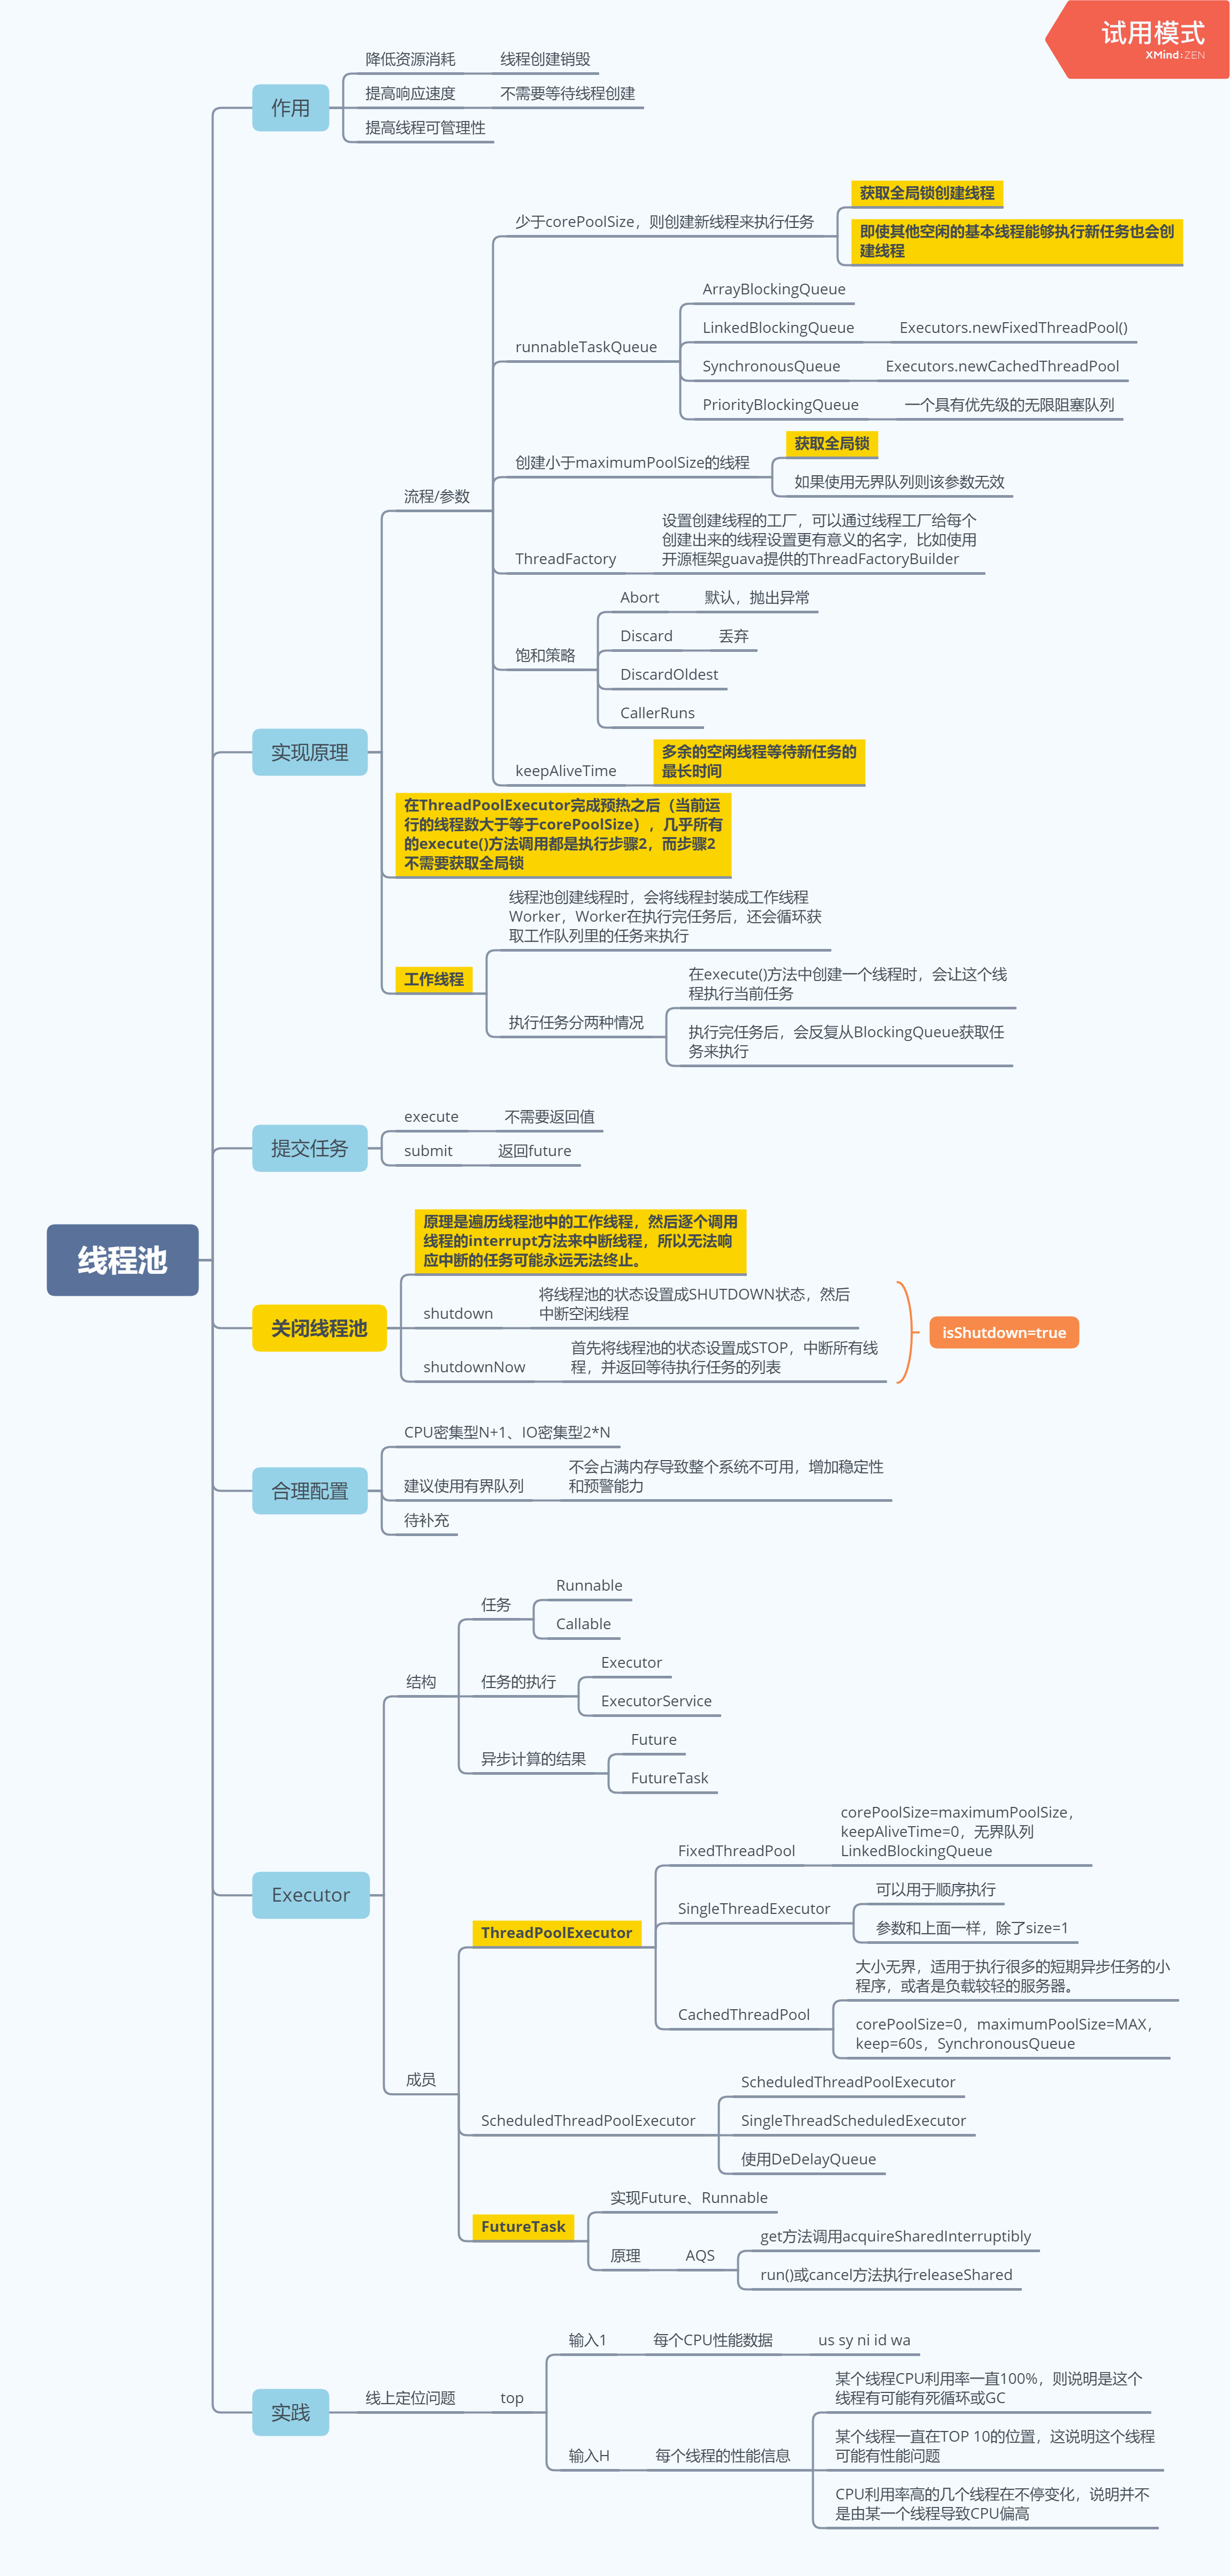 试用模式
XMind:ZEN
线程池
作用
降低资源消耗
线程创建销毁
提高响应速度
不需要等待线程创建
提高线程可管理性
实现原理
流程/参数
少于corePoolSize，则创建新线程来执行任务
获取全局锁创建线程
即使其他空闲的基本线程能够执行新任务也会创
建线程
runnableTaskQueue
ArrayBlockingQueue
LinkedBlockingQueue
Executors.newFixedThreadPool()
SynchronousQueue
Executors.newCachedThreadPool
PriorityBlockingQueue
一个具有优先级的无限阻塞队列
创建小于maximumPoolSize的线程
获取全局锁
如果使用无界队列则该参数无效
ThreadFactory
设置创建线程的工厂，可以通过线程工厂给每个
创建出来的线程设置更有意义的名字，比如使用
开源框架guava提供的ThreadFactoryBuilder
饱和策略
Abort
默认，抛出异常
Discard
丢弃
DiscardOldest
CallerRuns
keepAliveTime
多余的空闲线程等待新任务的
最长时间
在ThreadPoolExecutor完成预热之后（当前运
行的线程数大于等于corePoolSize），几乎所有
的execute()方法调用都是执行步骤2，而步骤2
不需要获取全局锁
工作线程
线程池创建线程时，会将线程封装成工作线程
Worker，Worker在执行完任务后，还会循环获
取工作队列里的任务来执行
执行任务分两种情况
在execute()方法中创建一个线程时，会让这个线
程执行当前任务
执行完任务后，会反复从BlockingQueue获取任
务来执行
提交任务
execute
不需要返回值
submit
返回future
关闭线程池
原理是遍历线程池中的工作线程，然后逐个调用
线程的interrupt方法来中断线程，所以无法响
应中断的任务可能永远无法终止。
shutdown
将线程池的状态设置成SHUTDOWN状态，然后
中断空闲线程
shutdownNow
首先将线程池的状态设置成STOP，中断所有线
程，并返回等待执行任务的列表
isShutdown=true
合理配置
CPU密集型N+1、IO密集型2*N
建议使用有界队列
不会占满内存导致整个系统不可用，增加稳定性
和预警能力
待补充
Executor
结构
任务
Runnable
Callable
任务的执行
Executor
ExecutorService
异步计算的结果
Future
FutureTask
成员
ThreadPoolExecutor
FixedThreadPool
corePoolSize=maximumPoolSize，
keepAliveTime=0，无界队列
LinkedBlockingQueue
SingleThreadExecutor
可以用于顺序执行
参数和上面一样，除了size=1
CachedThreadPool
大小无界，适用于执行很多的短期异步任务的小
程序，或者是负载较轻的服务器。
corePoolSize=0，maximumPoolSize=MAX，
keep=60s，SynchronousQueue
ScheduledThreadPoolExecutor
ScheduledThreadPoolExecutor
SingleThreadScheduledExecutor
使用DeDelayQueue
FutureTask
实现Future、Runnable
原理
AQS
get方法调用acquireSharedInterruptibly
run()或cancel方法执行releaseShared
实践
线上定位问题
top
输入1
每个CPU性能数据
us sy ni id wa
输入H
每个线程的性能信息
某个线程CPU利用率一直100%，则说明是这个
线程有可能有死循环或GC
某个线程一直在TOP 10的位置，这说明这个线程
可能有性能问题
CPU利用率高的几个线程在不停变化，说明并不
是由某一个线程导致CPU偏高